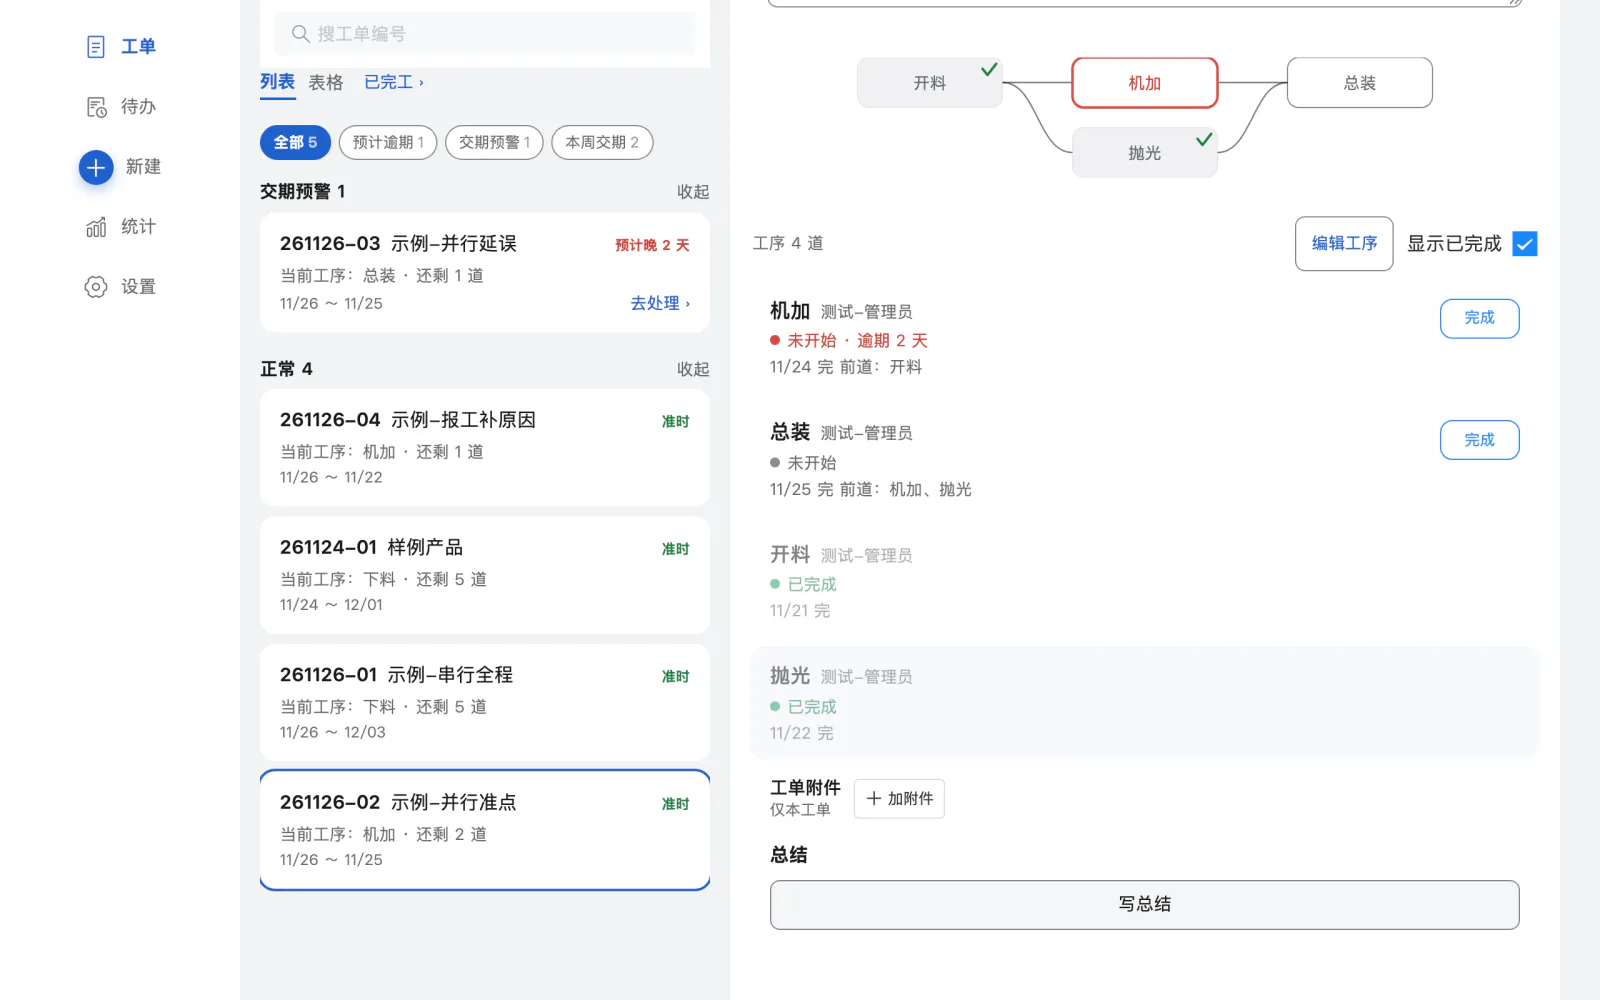 工单
待办
新建
统计
设置
搜工单编号
列表 表格 已完工 ›
全部 5 预计逾期 1 交期预警 1 本周交期 2
交期预警 1 收起
261126-03 示例-并行延误 预计晚 2 天
当前工序：总装 · 还剩 1 道
11/26 ～ 11/25 去处理 ›
正常 4 收起
261126-04 示例-报工补原因 准时
当前工序：机加 · 还剩 1 道
11/26 ～ 11/22
261124-01 样例产品 准时
当前工序：下料 · 还剩 5 道
11/24 ～ 12/01
261126-01 示例-串行全程 准时
当前工序：下料 · 还剩 5 道
11/26 ～ 12/03
261126-02 示例-并行准点 准时
当前工序：机加 · 还剩 2 道
11/26 ～ 11/25
开料 机加 总装
抛光
工序 4 道 编辑工序 显示已完成
机加 测试-管理员 完成
未开始 · 逾期 2 天
11/24 完 前道：开料
总装 测试-管理员 完成
未开始
11/25 完 前道：机加、抛光
开料 测试-管理员
已完成
11/21 完
抛光 测试-管理员
已完成
11/22 完
工单附件 + 加附件
仅本工单
总结
写总结